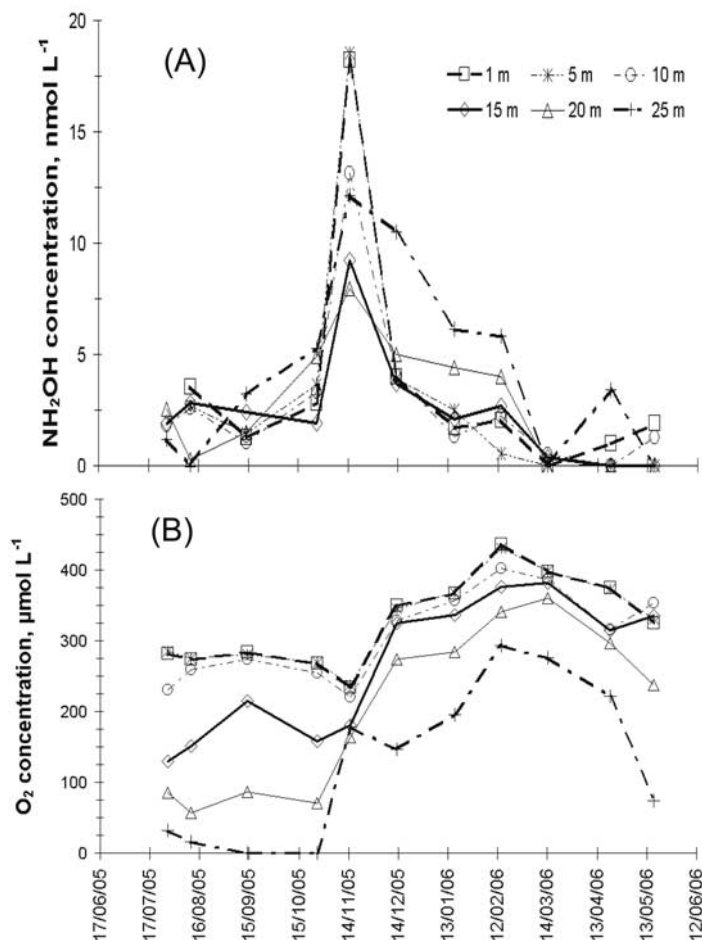 (A)
NH₂OH concentration, nmol L⁻¹
20
15
10
5
0
1 m 5 m 10 m
15 m 20 m 25 m
(B)
O₂ concentration, µmol L⁻¹
500
400
300
200
100
0
17/06/05 17/07/05 16/08/05 15/09/05 15/10/05 14/11/05 14/12/05 13/01/06 12/02/06 14/03/06 13/04/06 13/05/06 12/06/06